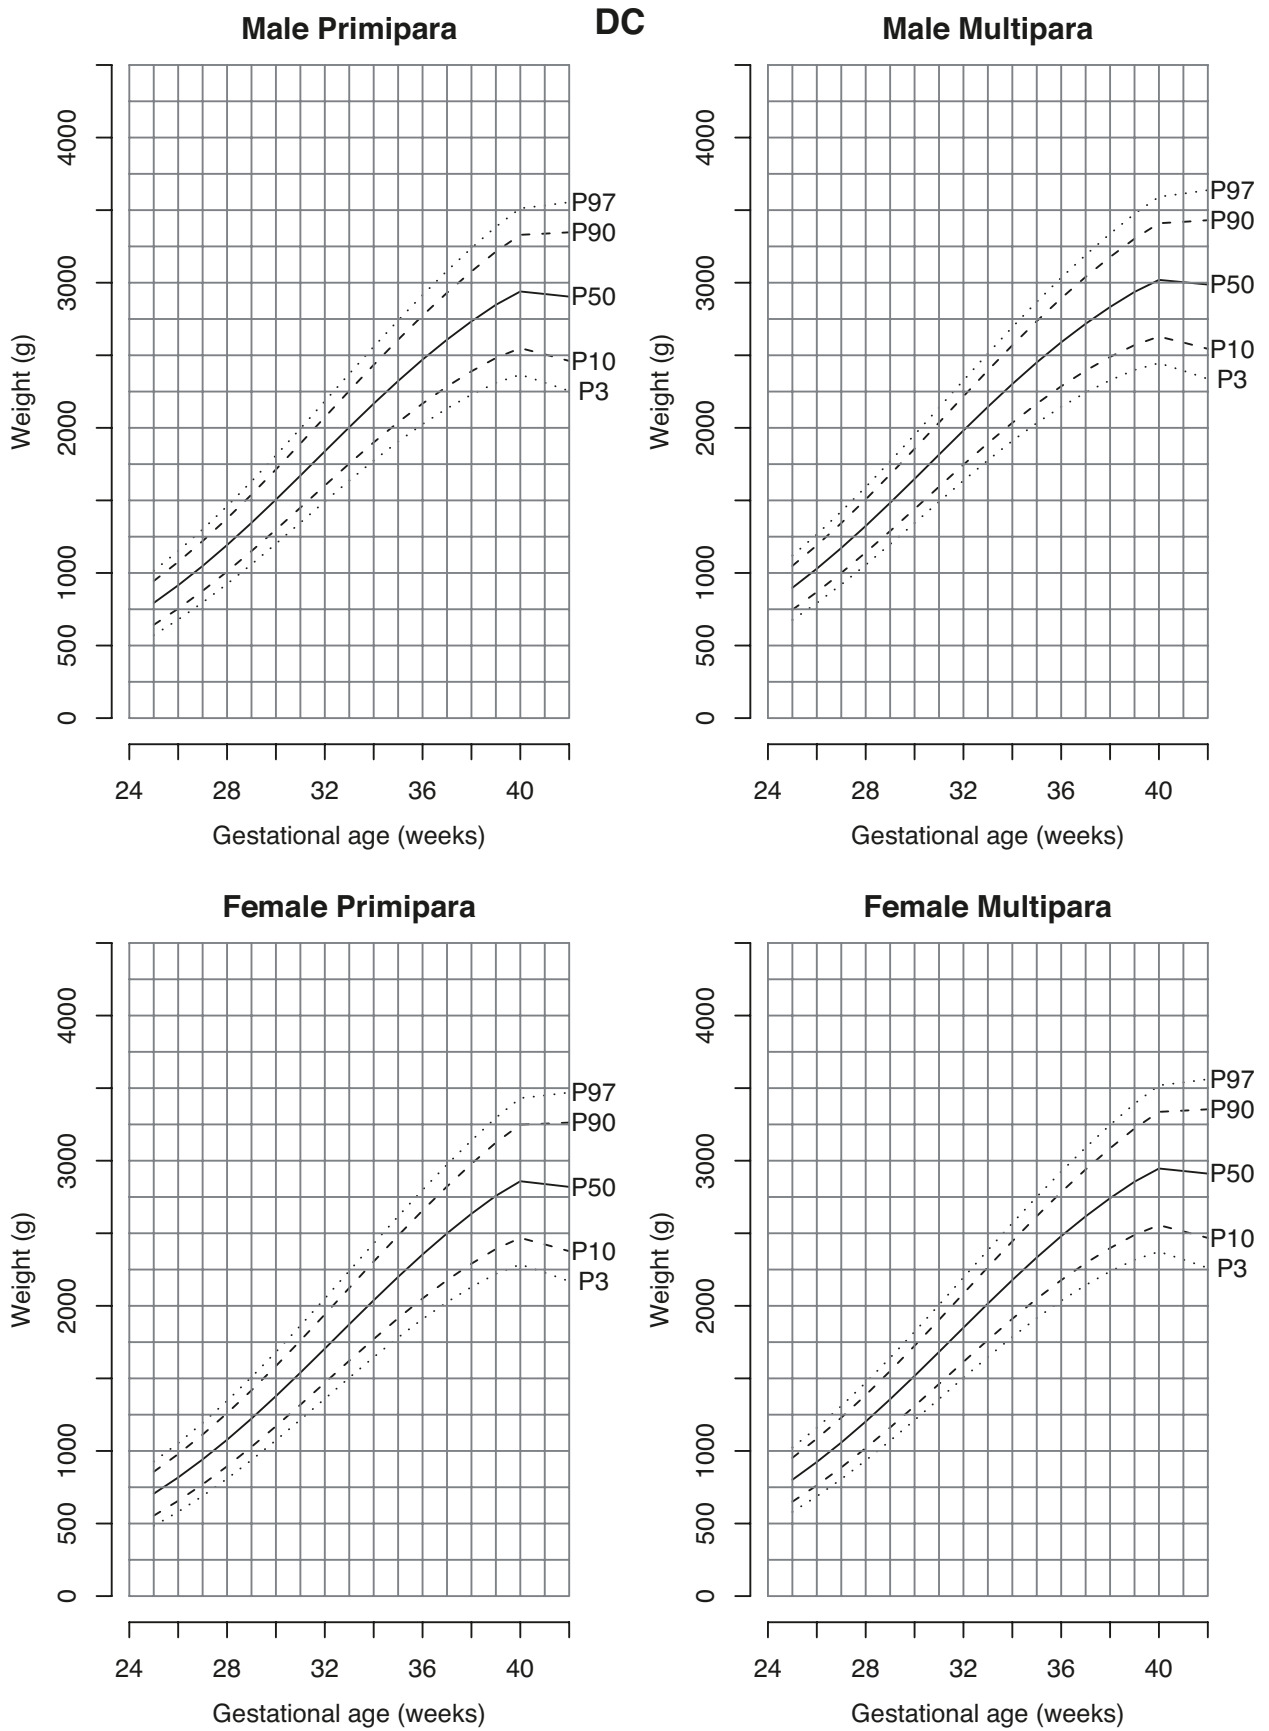 DC
Male Primipara
Weight (g)
4000
3000
2000
1000
500
0
P97
P90
P50
P10
P3
24 28 32 36 40
Gestational age (weeks)
Male Multipara
Weight (g)
4000
3000
2000
1000
500
0
P97
P90
P50
P10
P3
24 28 32 36 40
Gestational age (weeks)
Female Primipara
Weight (g)
4000
3000
2000
1000
500
0
P97
P90
P50
P10
P3
24 28 32 36 40
Gestational age (weeks)
Female Multipara
Weight (g)
4000
3000
2000
1000
500
0
P97
P90
P50
P10
P3
24 28 32 36 40
Gestational age (weeks)